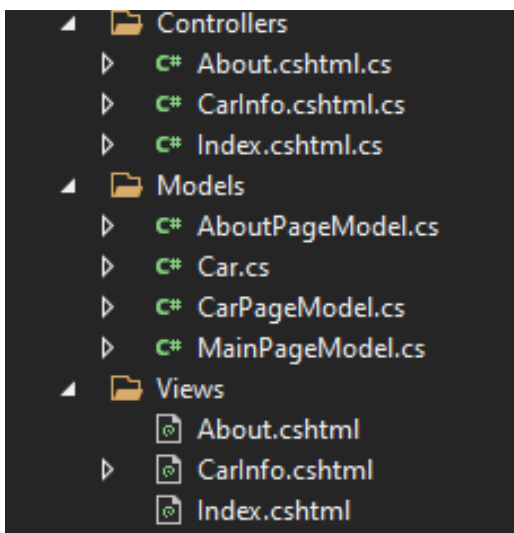 Controllers
C# About.cshtml.cs
C# CarInfo.cshtml.cs
C# Index.cshtml.cs
Models
C# AboutPageModel.cs
C# Car.cs
C# CarPageModel.cs
C# MainPageModel.cs
Views
About.cshtml
CarInfo.cshtml
Index.cshtml